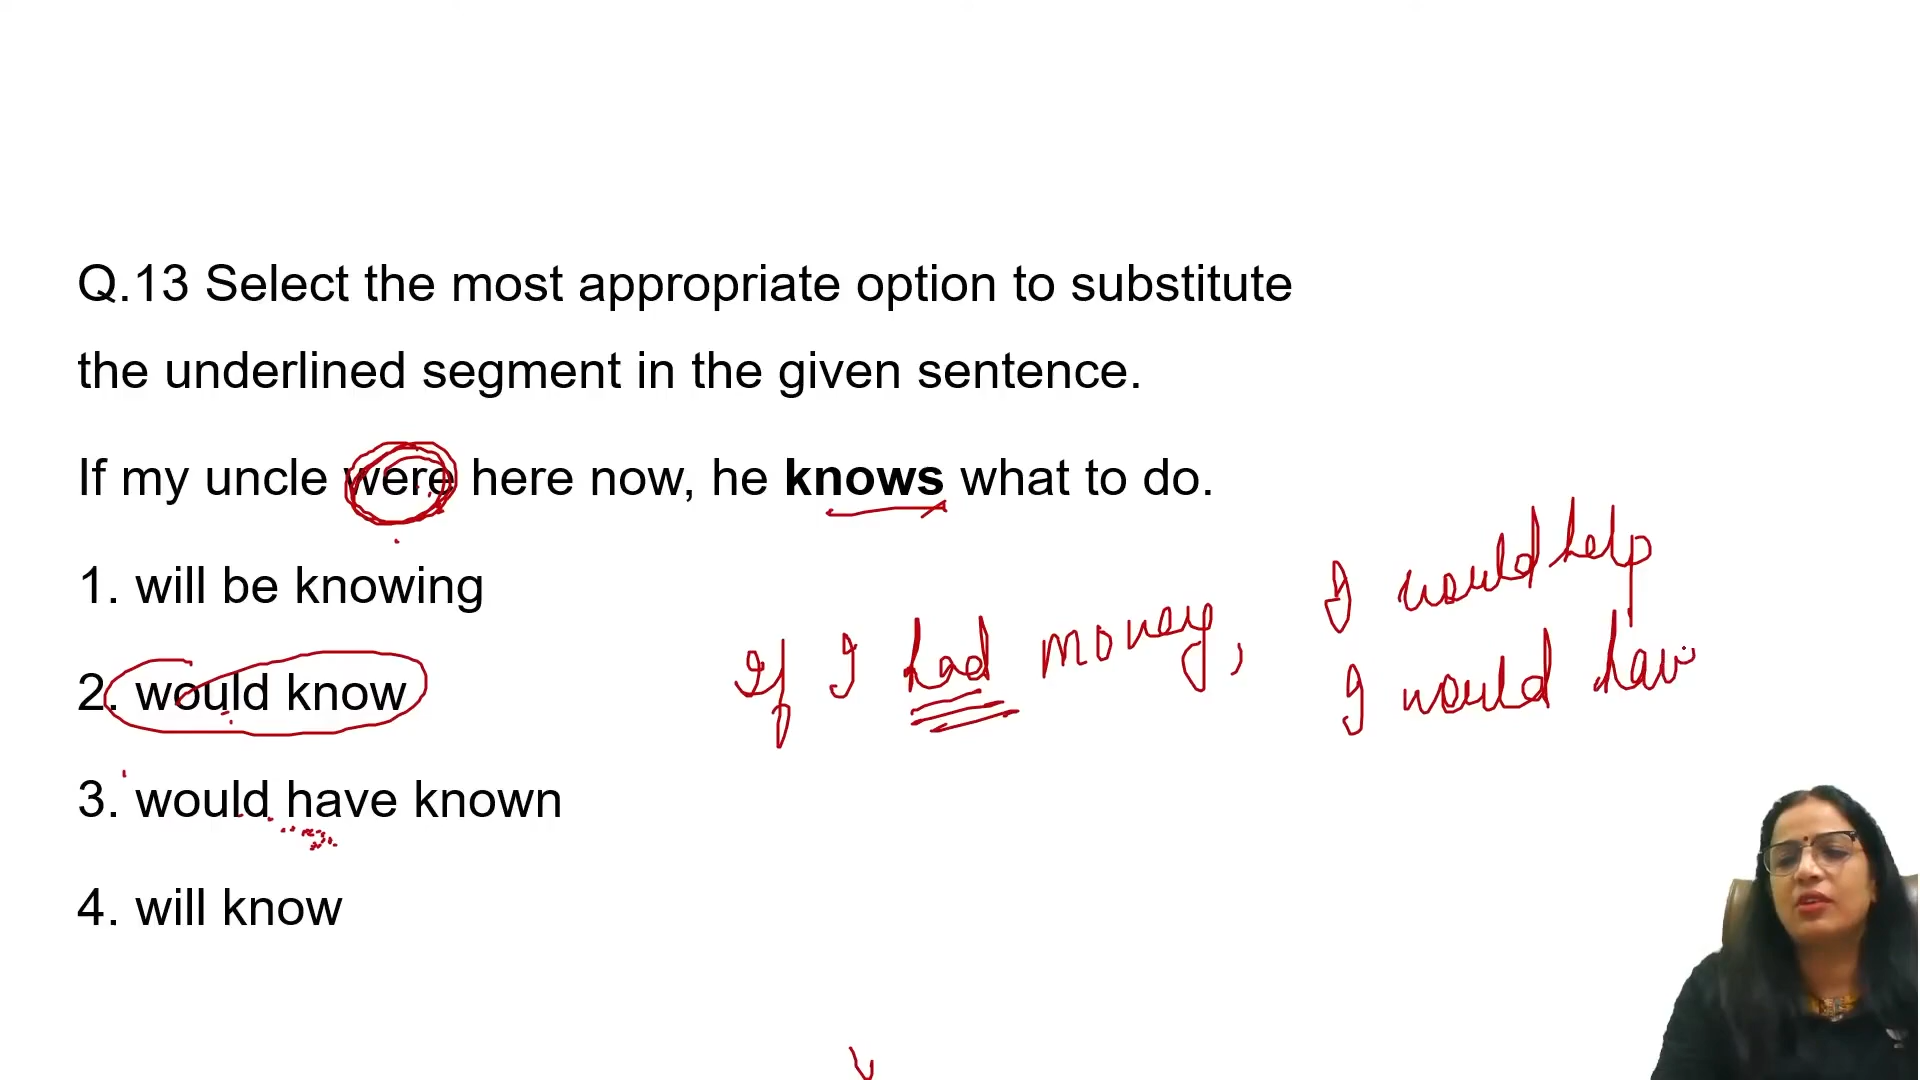 Q.13 Select the most appropriate option to substitute
the underlined segment in the given sentence.
If my uncle were here now, he knows what to do.
1. will be knowing
2. would know
3. would have known
4. will know
I would help
If I had money,
I would hav